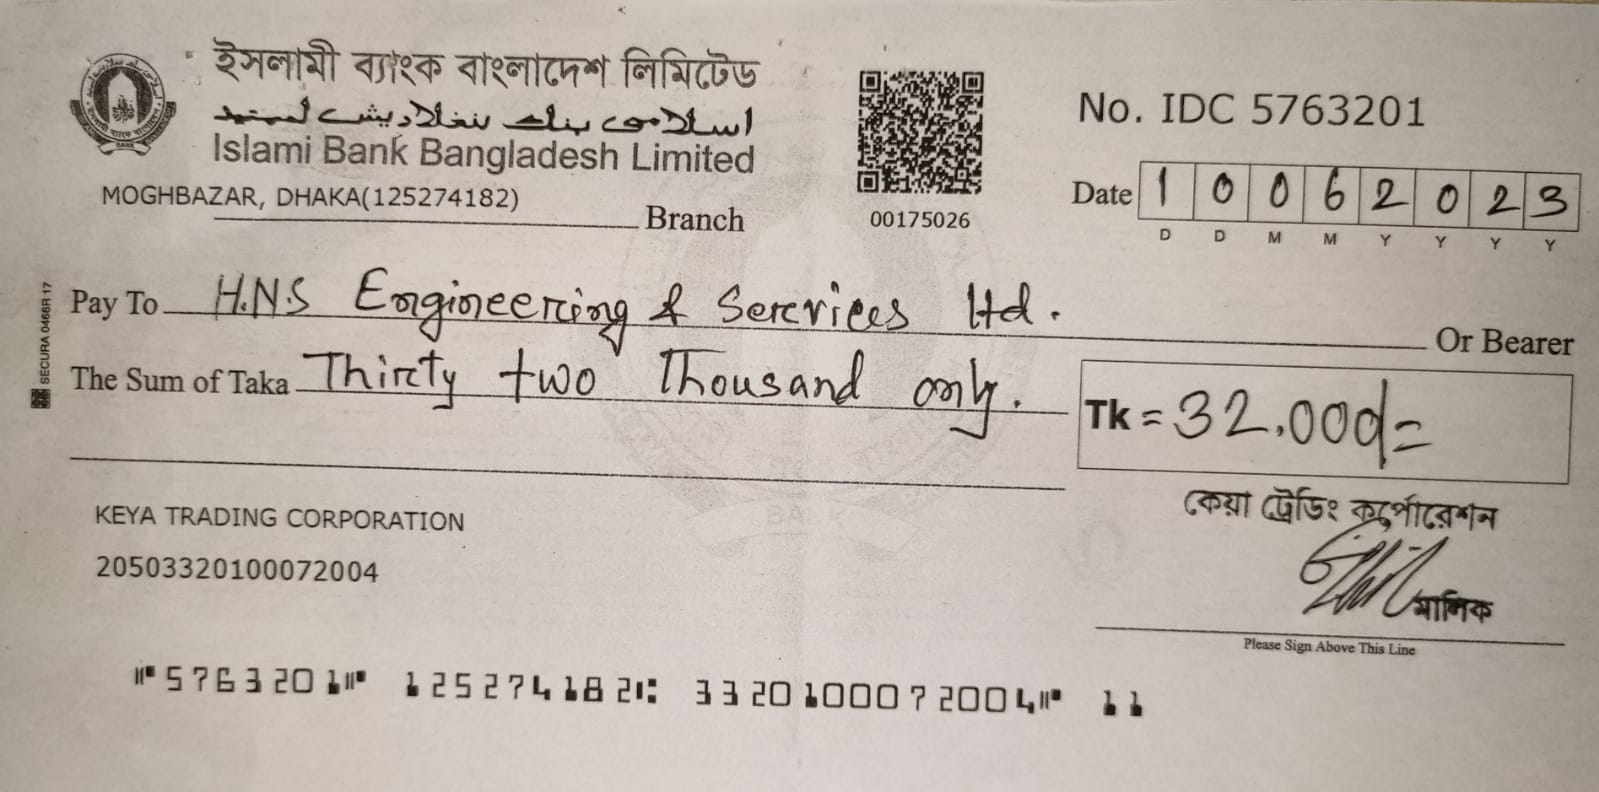 ইসলামী ব্যাংক বাংলাদেশ লিমিটেড
اسلامى بنك بنغلاديش لميتيد
Islami Bank Bangladesh Limited
MOGHBAZAR, DHAKA(125274182)
Branch
00175026
No. IDC 5763201
Date 1 0 0 6 2 0 2 3
D D M M Y Y Y Y
SECURA 0466R 17
Pay To H.N.S Engineering & Services Ltd.
Or Bearer
The Sum of Taka Thirty two Thousand only.
Tk = 32,000/=
KEYA TRADING CORPORATION
20503320100072004
কেয়া ট্রেডিং কর্পোরেশন
মালিক
Please Sign Above This Line
⑈5763201⑈ 125274182⑆ 3320100072004⑈ 11